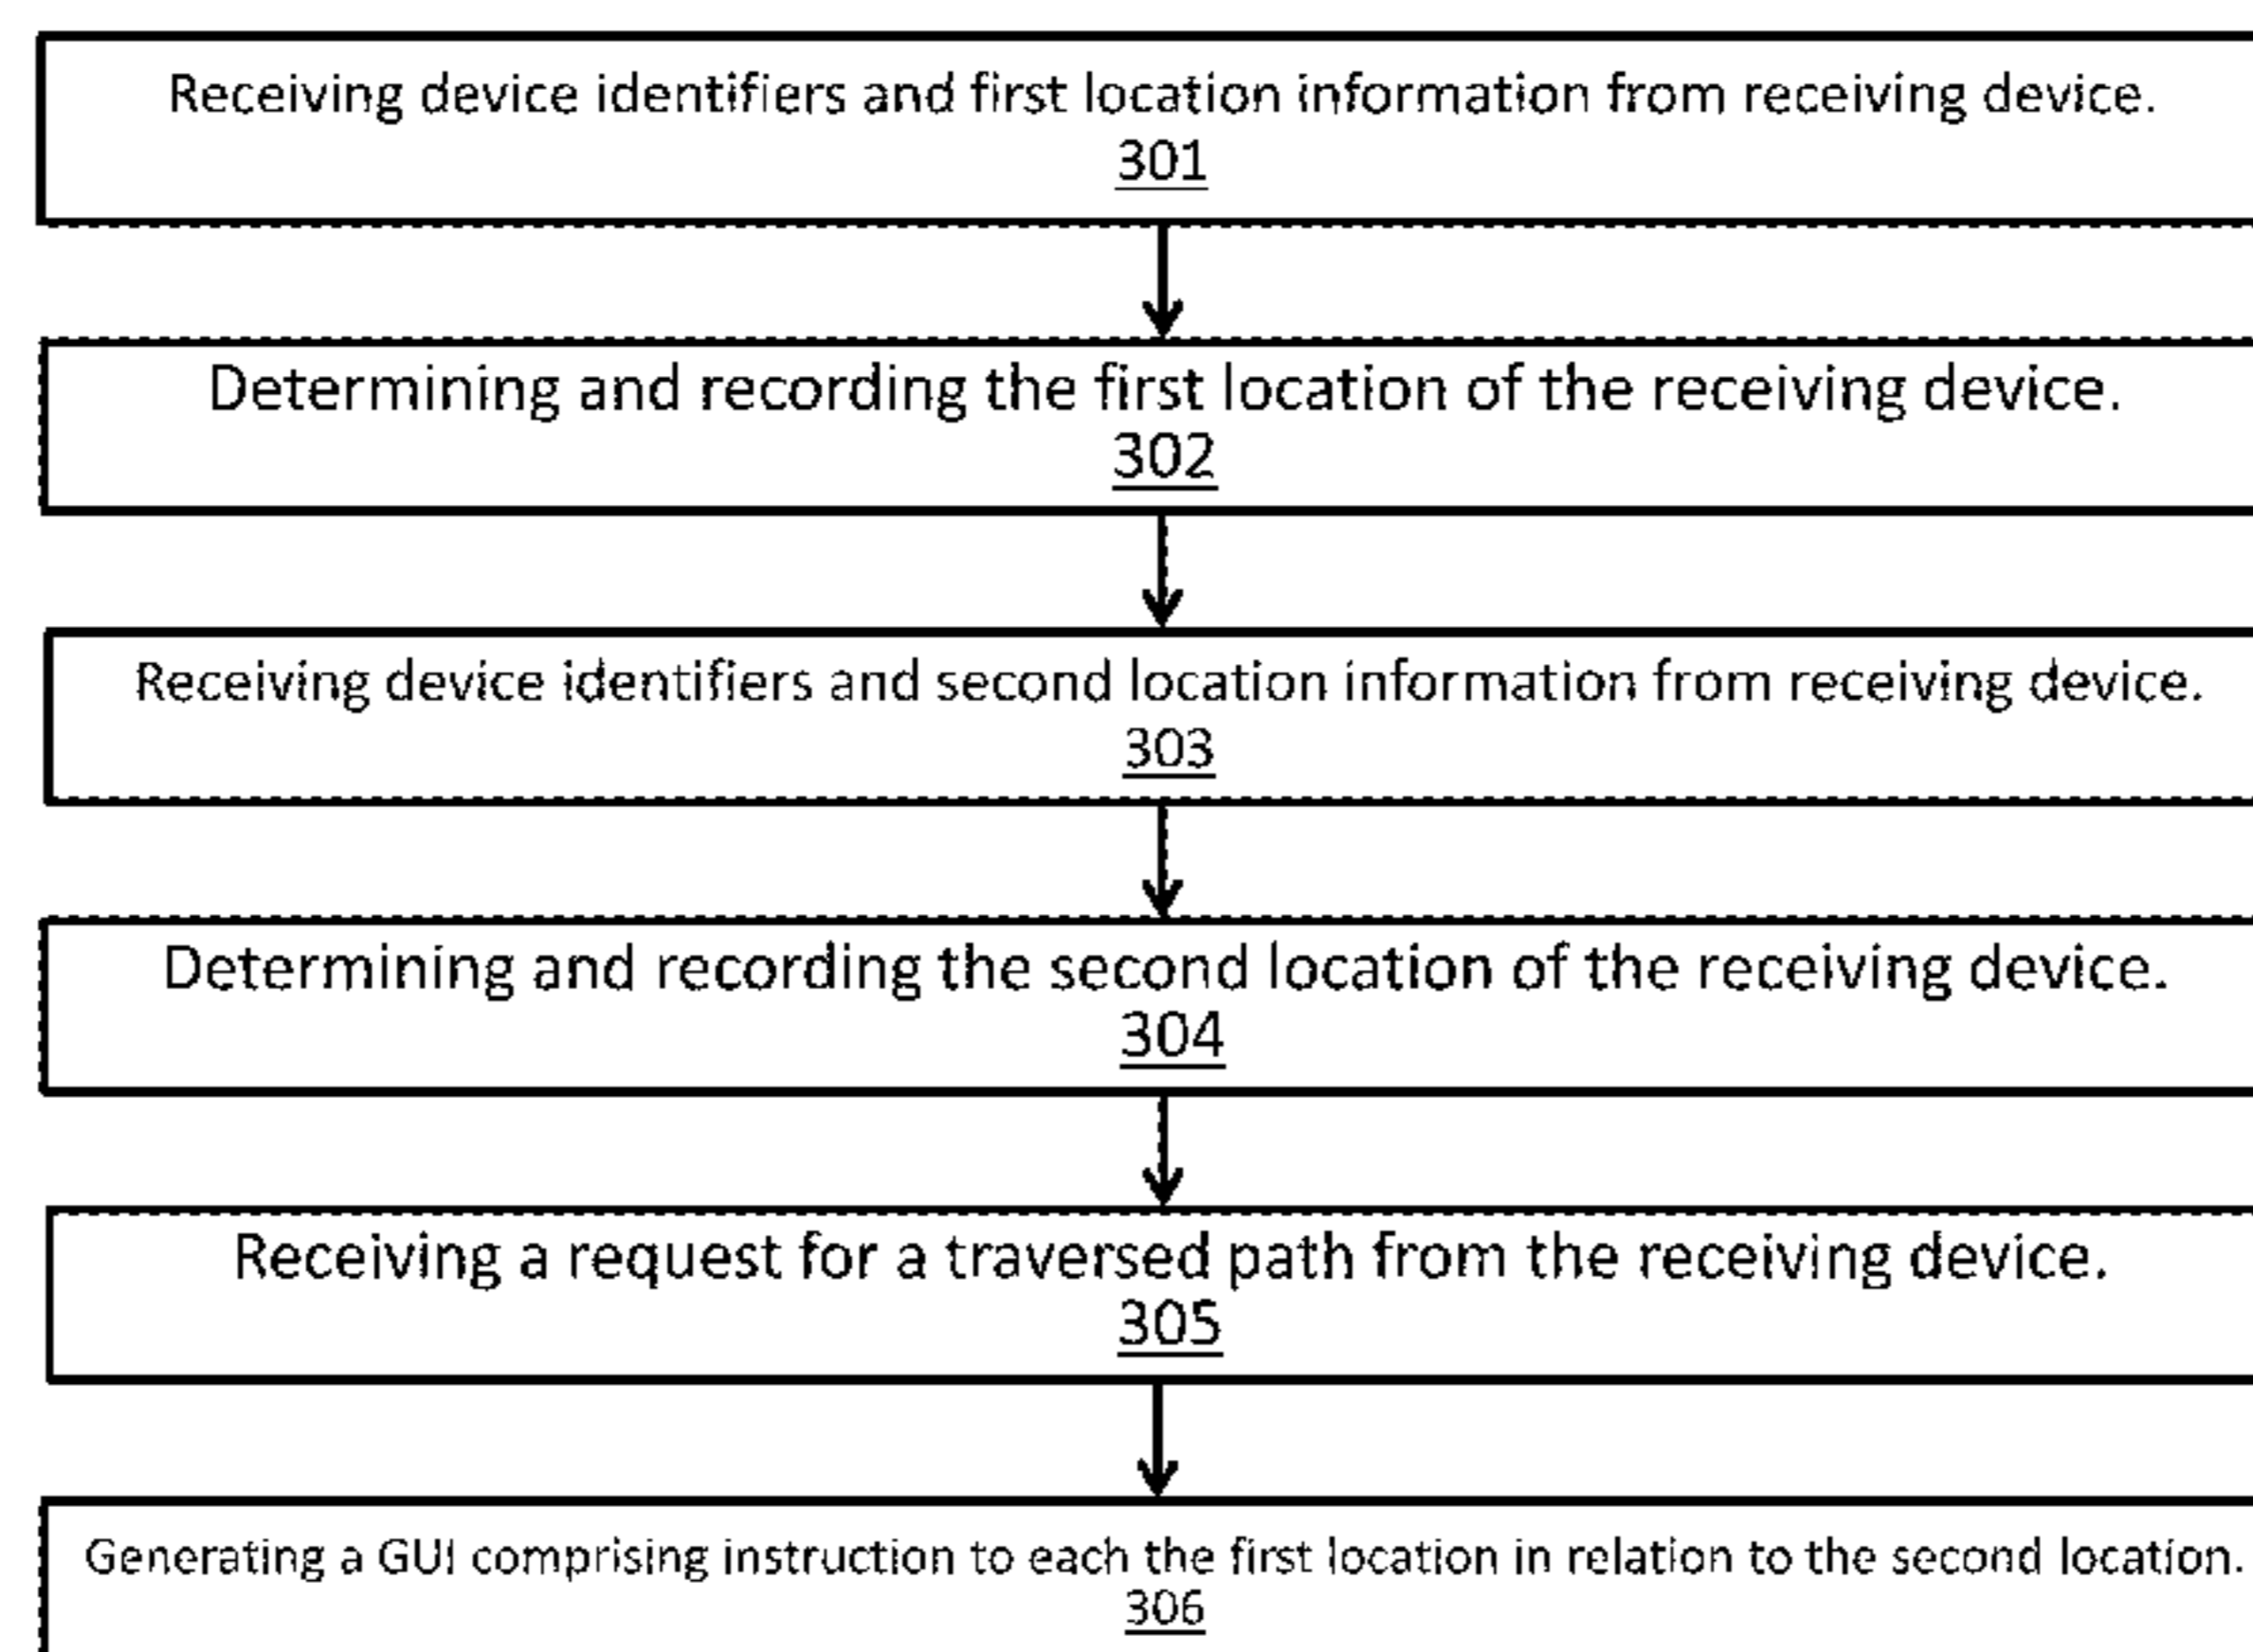 Receiving device identifiers and first location information from receiving device.
301
Determining and recording the first location of the receiving device.
302
Receiving device identifiers and second location information from receiving device.
303
Determining and recording the second location of the receiving device.
304
Receiving a request for a traversed path from the receiving device.
305
Generating a GUI comprising instruction to each the first location in relation to the second location.
306